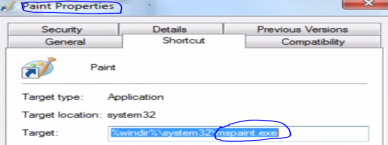 Paint Properties
Security Details Previous Versions
General Shortcut Compatibility
Paint
Target type: Application
Target location: system32
Target: %windir%\system32\mspaint.exe